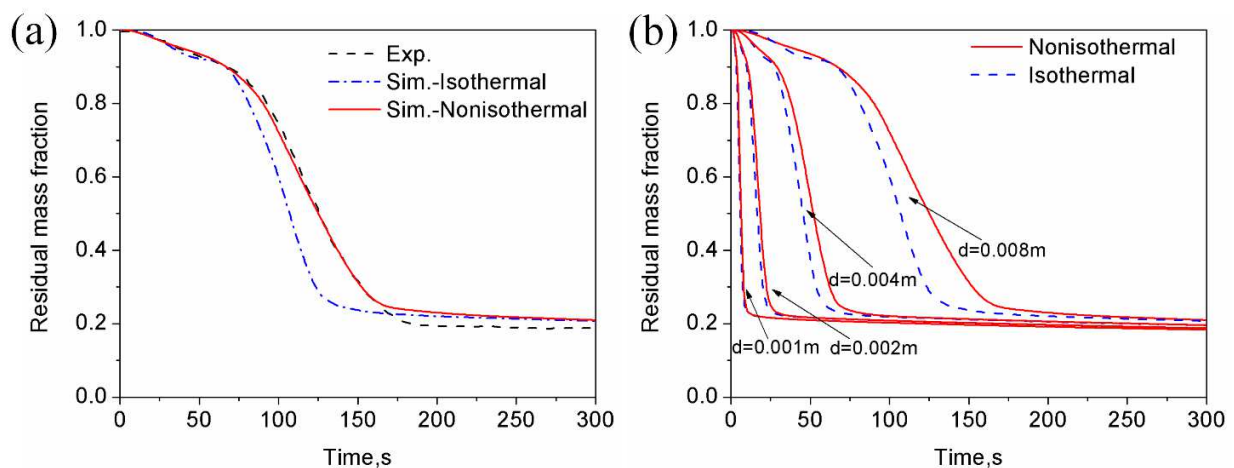 (a)
Residual mass fraction
1.0
0.8
0.6
0.4
0.2
0.0
0
50
100
150
200
250
300
Time,s
Exp.
Sim.-Isothermal
Sim.-Nonisothermal
(b)
Residual mass fraction
1.0
0.8
0.6
0.4
0.2
0.0
0
50
100
150
200
250
300
Time,s
Nonisothermal
Isothermal
d=0.008m
d=0.004m
d=0.001m
d=0.002m